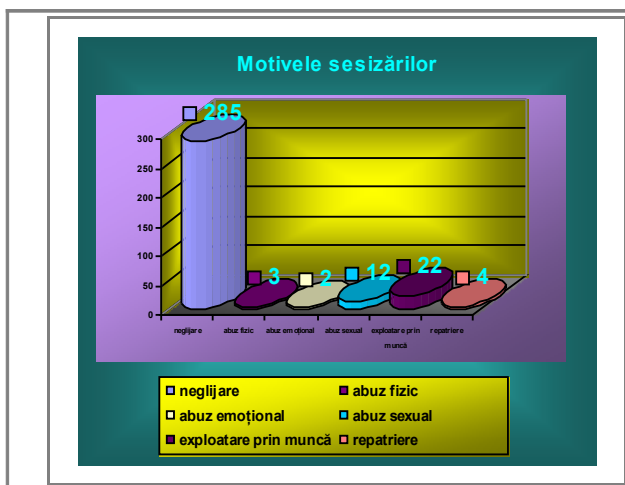 Motivele sesizărilor
285
3
2
12
22
4
300
250
200
150
100
50
0
neglijare abuz fizic abuz emoțional abuz sexual exploatare prin muncă repatriere
neglijare abuz fizic
abuz emoțional abuz sexual
exploatare prin muncă repatriere